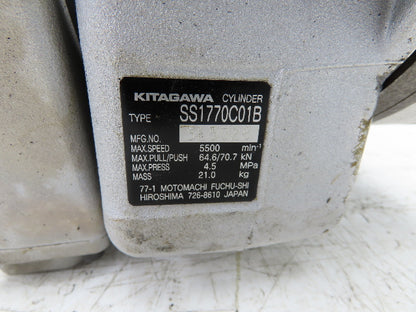 KITAGAWA CYLINDER
TYPE SS1770C01B
MFG.NO.
MAX.SPEED 5500 min⁻¹
MAX.PULL/PUSH 64.6/70.7 kN
MAX.PRESS 4.5 MPa
MASS 21.0 kg
77-1 MOTOMACHI FUCHU-SHI
HIROSHIMA 726-8610 JAPAN